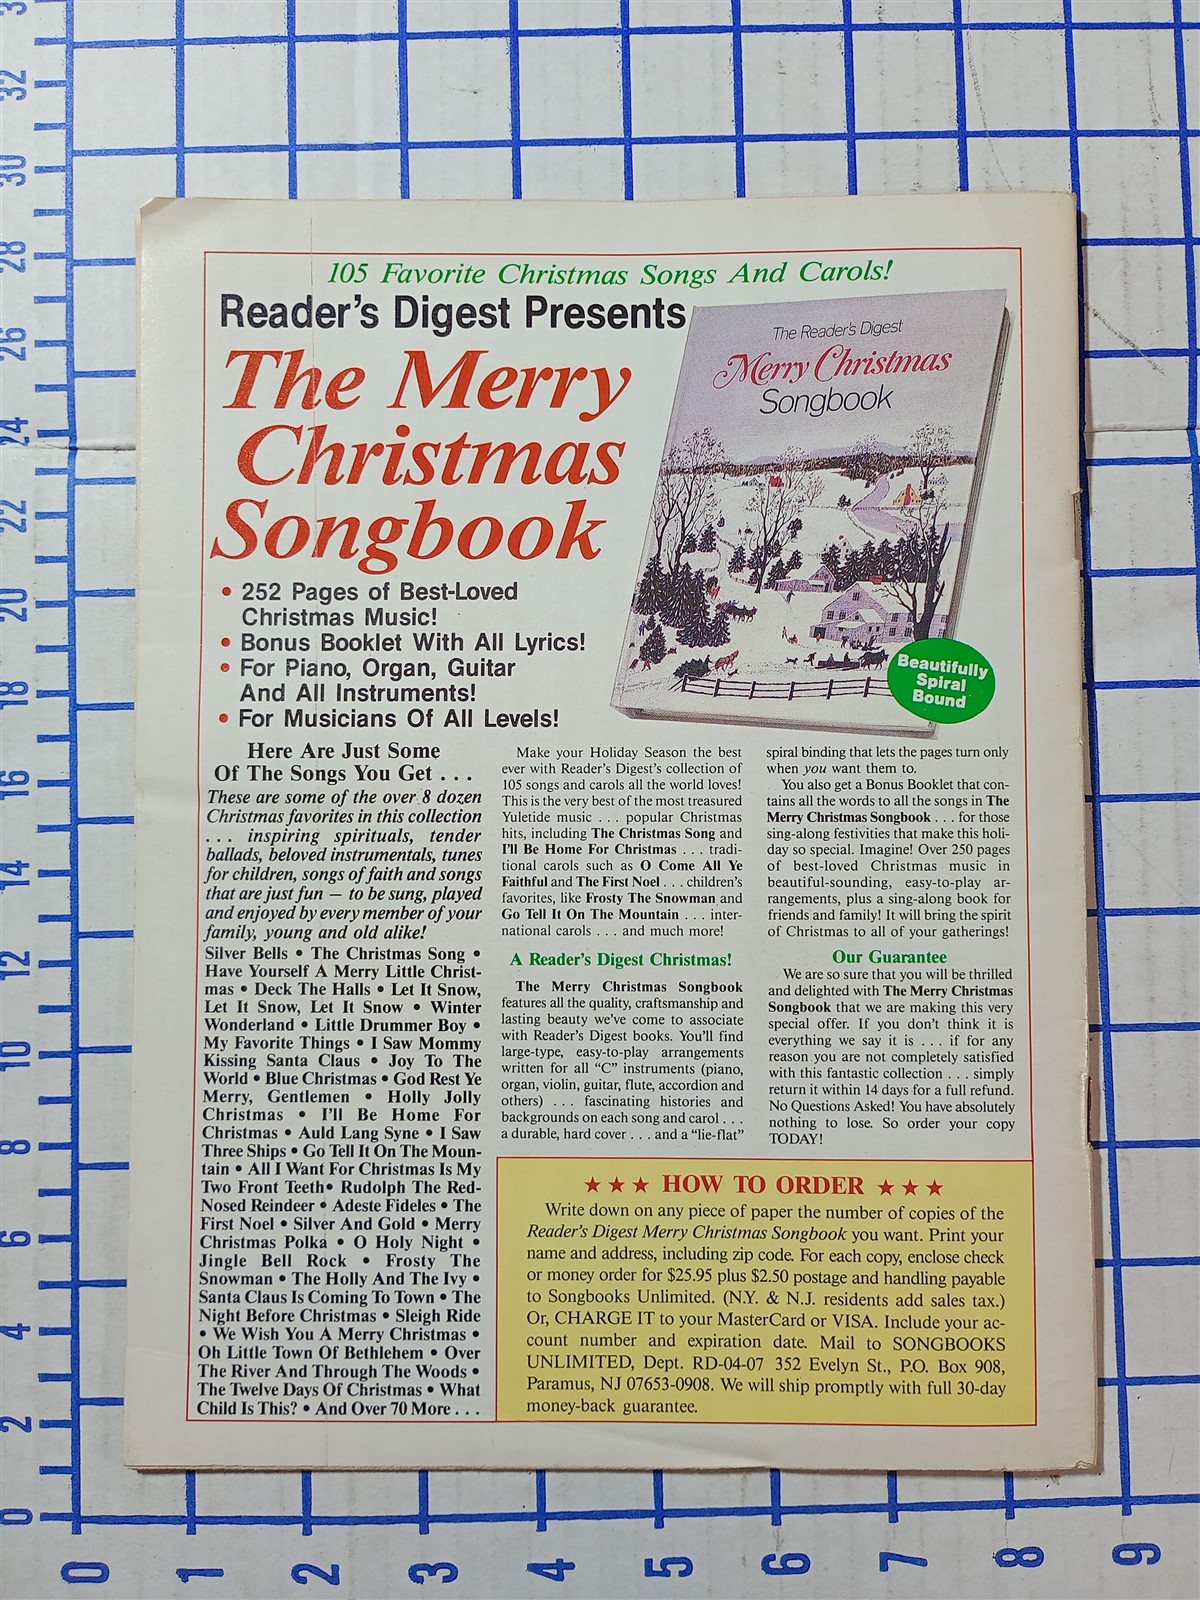 105 Favorite Christmas Songs And Carols!
Reader's Digest Presents
The Merry
Christmas
Songbook
The Reader's Digest
Merry Christmas
Songbook
Beautifully
Spiral
Bound
• 252 Pages of Best-Loved
Christmas Music!
• Bonus Booklet With All Lyrics!
• For Piano, Organ, Guitar
And All Instruments!
• For Musicians Of All Levels!
Here Are Just Some
Of The Songs You Get . . .
These are some of the over 8 dozen
Christmas favorites in this collection
. . . inspiring spirituals, tender
ballads, beloved instrumentals, tunes
for children, songs of faith and songs
that are just fun — to be sung, played
and enjoyed by every member of your
family, young and old alike!
Silver Bells • The Christmas Song •
Have Yourself A Merry Little Christ-
mas • Deck The Halls • Let It Snow,
Let It Snow, Let It Snow • Winter
Wonderland • Little Drummer Boy •
My Favorite Things • I Saw Mommy
Kissing Santa Claus • Joy To The
World • Blue Christmas • God Rest Ye
Merry, Gentlemen • Holly Jolly
Christmas • I'll Be Home For
Christmas • Auld Lang Syne • I Saw
Three Ships • Go Tell It On The Moun-
tain • All I Want For Christmas Is My
Two Front Teeth• Rudolph The Red-
Nosed Reindeer • Adeste Fideles • The
First Noel • Silver And Gold • Merry
Christmas Polka • O Holy Night •
Jingle Bell Rock • Frosty The
Snowman • The Holly And The Ivy •
Santa Claus Is Coming To Town • The
Night Before Christmas • Sleigh Ride
• We Wish You A Merry Christmas •
Oh Little Town Of Bethlehem • Over
The River And Through The Woods •
The Twelve Days Of Christmas • What
Child Is This? • And Over 70 More . . .
Make your Holiday Season the best
ever with Reader's Digest's collection of
105 songs and carols all the world loves!
This is the very best of the most treasured
Yuletide music . . . popular Christmas
hits, including The Christmas Song and
I'll Be Home For Christmas . . . tradi-
tional carols such as O Come All Ye
Faithful and The First Noel . . . children's
favorites, like Frosty The Snowman and
Go Tell It On The Mountain . . . inter-
national carols . . . and much more!
A Reader's Digest Christmas!
The Merry Christmas Songbook
features all the quality, craftsmanship and
lasting beauty we've come to associate
with Reader's Digest books. You'll find
large-type, easy-to-play arrangements
written for all "C" instruments (piano,
organ, violin, guitar, flute, accordion and
others) . . . fascinating histories and
backgrounds on each song and carol . . .
a durable, hard cover . . . and a "lie-flat"
spiral binding that lets the pages turn only
when you want them to.
You also get a Bonus Booklet that con-
tains all the words to all the songs in The
Merry Christmas Songbook . . . for those
sing-along festivities that make this holi-
day so special. Imagine! Over 250 pages
of best-loved Christmas music in
beautiful-sounding, easy-to-play ar-
rangements, plus a sing-along book for
friends and family! It will bring the spirit
of Christmas to all of your gatherings!
Our Guarantee
We are so sure that you will be thrilled
and delighted with The Merry Christmas
Songbook that we are making this very
special offer. If you don't think it is
everything we say it is . . . if for any
reason you are not completely satisfied
with this fantastic collection . . . simply
return it within 14 days for a full refund.
No Questions Asked! You have absolutely
nothing to lose. So order your copy
TODAY!
★ ★ ★ HOW TO ORDER ★ ★ ★
Write down on any piece of paper the number of copies of the
Reader's Digest Merry Christmas Songbook you want. Print your
name and address, including zip code. For each copy, enclose check
or money order for $25.95 plus $2.50 postage and handling payable
to Songbooks Unlimited. (N.Y. & N.J. residents add sales tax.)
Or, CHARGE IT to your MasterCard or VISA. Include your ac-
count number and expiration date. Mail to SONGBOOKS
UNLIMITED, Dept. RD-04-07 352 Evelyn St., P.O. Box 908,
Paramus, NJ 07653-0908. We will ship promptly with full 30-day
money-back guarantee.
32
30
28
26
24
22
20
18
16
14
12
10
8
6
4
2
0
0 1 2 3 4 5 6 7 8 9